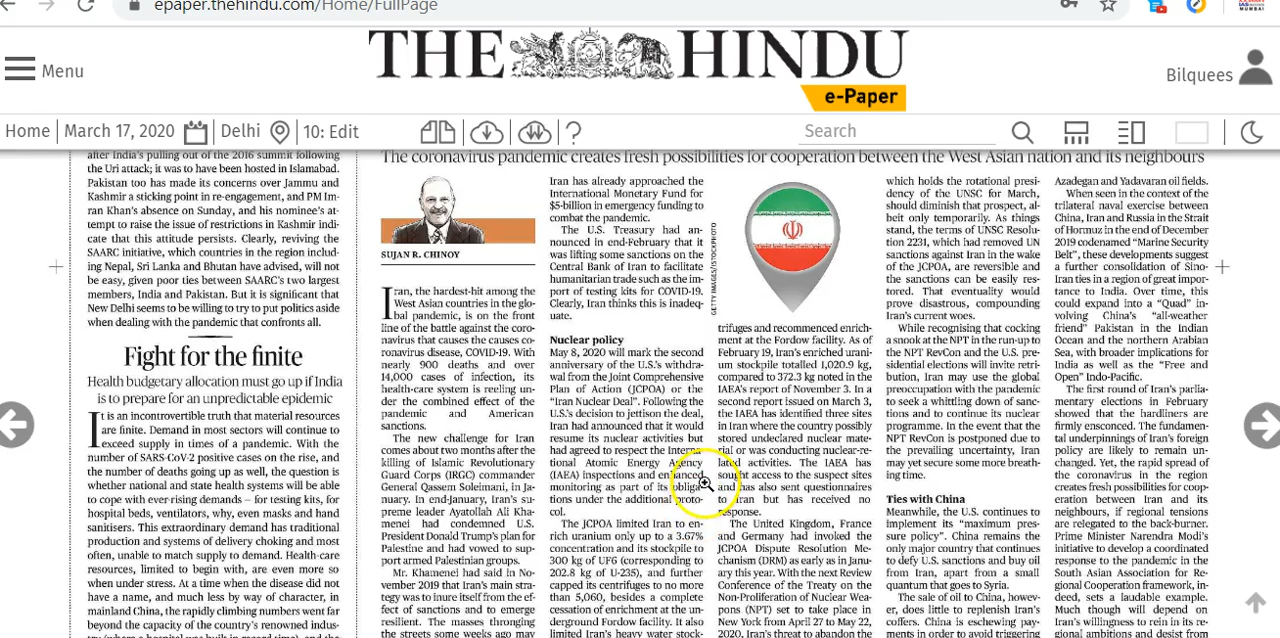 epaper.thehindu.com/Home/FullPage
THE HINDU
e-Paper
Menu
Bilquees
Home
March 17, 2020
Delhi
10: Edit
?
Search
after India's pulling out of the 2016 summit following
the Uri attack; it was to have been hosted in Islamabad.
Pakistan too has made its concerns over Jammu and
Kashmir a sticking point in re-engagement, and PM Im-
ran Khan's absence on Sunday, and his nominee's at-
tempt to raise the issue of restrictions in Kashmir indi-
cate that this attitude persists. Clearly, reviving the
SAARC initiative, which countries in the region includ-
ing Nepal, Sri Lanka and Bhutan have advised, will not
be easy, given poor ties between SAARC's two largest
members, India and Pakistan. But it is significant that
New Delhi seems to be willing to try to put politics aside
when dealing with the pandemic that confronts all.
Fight for the finite
Health budgetary allocation must go up if India
is to prepare for an unpredictable epidemic
It is an incontrovertible truth that material resources
are finite. Demand in most sectors will continue to
exceed supply in times of a pandemic. With the
number of SARS-CoV-2 positive cases on the rise, and
the number of deaths going up as well, the question is
whether national and state health systems will be able
to cope with ever-rising demands – for testing kits, for
hospital beds, ventilators, why, even masks and hand
sanitisers. This extraordinary demand has traditional
production and systems of delivery choking and most
often, unable to match supply to demand. Health-care
resources, limited to begin with, are even more so
when under stress. At a time when the disease did not
have a name, and much less by way of character, in
mainland China, the rapidly climbing numbers went far
beyond the capacity of the country's renowned indus-
The coronavirus pandemic creates fresh possibilities for cooperation between the West Asian nation and its neighbours
SUJAN R. CHINOY
Iran, the hardest-hit among the
West Asian countries in the glo-
bal pandemic, is on the front
line of the battle against the coro-
navirus that causes the causes co-
ronavirus disease, COVID-19. With
nearly 900 deaths and over
14,000 cases of infection, its
health-care system is reeling un-
der the combined effect of the
pandemic and American
sanctions.
The new challenge for Iran
comes about two months after the
killing of Islamic Revolutionary
Guard Corps (IRGC) commander
General Qassem Soleimani, in Ja-
nuary. In end-January, Iran's su-
preme leader Ayatollah Ali Kha-
menei had condemned U.S.
President Donald Trump's plan for
Palestine and had vowed to sup-
port armed Palestinian groups.
Mr. Khamenei had said in No-
vember 2019 that Iran's main stra-
tegy was to inure itself from the ef-
fect of sanctions and to emerge
resilient. The masses thronging
the streets some weeks ago may
Iran has already approached the
International Monetary Fund for
$5-billion in emergency funding to
combat the pandemic.
The U.S. Treasury had an-
nounced in end-February that it
was lifting some sanctions on the
Central Bank of Iran to facilitate
humanitarian trade such as the im-
port of testing kits for COVID-19.
Clearly, Iran thinks this is inadeq-
uate.
Nuclear policy
May 8, 2020 will mark the second
anniversary of the U.S.'s withdra-
wal from the Joint Comprehensive
Plan of Action (JCPOA) or the
"Iran Nuclear Deal". Following the
U.S.'s decision to jettison the deal,
Iran had announced that it would
resume its nuclear activities but
had agreed to respect the Interna-
tional Atomic Energy Agency
(IAEA) inspections and enhanced
monitoring as part of its obliga-
tions under the additional proto-
col.
The JCPOA limited Iran to en-
rich uranium only up to a 3.67%
concentration and its stockpile to
300 kg of UF6 (corresponding to
202.8 kg of U-235), and further
capped its centrifuges to no more
than 5,060, besides a complete
cessation of enrichment at the un-
derground Fordow facility. It also
limited Iran's heavy water stock-
GETTY IMAGES/ISTOCKPHOTO
trifuges and recommenced enrich-
ment at the Fordow facility. As of
February 19, Iran's enriched urani-
um stockpile totalled 1,020.9 kg,
compared to 372.3 kg noted in the
IAEA's report of November 3. In a
second report issued on March 3,
the IAEA has identified three sites
in Iran where the country possibly
stored undeclared nuclear mate-
rial or was conducting nuclear-re-
lated activities. The IAEA has
sought access to the suspect sites
and has also sent questionnaires
to Iran but has received no
response.
The United Kingdom, France
and Germany had invoked the
JCPOA Dispute Resolution Me-
chanism (DRM) as early as in Janu-
ary this year. With the next Review
Conference of the Treaty on the
Non-Proliferation of Nuclear Wea-
pons (NPT) set to take place in
New York from April 27 to May 22,
2020, Iran's threat to abandon the
which holds the rotational presi-
dency of the UNSC for March,
should diminish that prospect, al-
beit only temporarily. As things
stand, the terms of UNSC Resolu-
tion 2231, which had removed UN
sanctions against Iran in the wake
of the JCPOA, are reversible and
the sanctions can be easily res-
tored. That eventuality would
prove disastrous, compounding
Iran's current woes.
While recognising that cocking
a snook at the NPT in the run-up to
the NPT RevCon and the U.S. pre-
sidential elections will invite retri-
bution, Iran may use the global
preoccupation with the pandemic
to seek a whittling down of sanc-
tions and to continue its nuclear
programme. In the event that the
NPT RevCon is postponed due to
the prevailing uncertainty, Iran
may yet secure some more breath-
ing time.
Ties with China
Meanwhile, the U.S. continues to
implement its "maximum pres-
sure policy". China remains the
only major country that continues
to defy U.S. sanctions and buy oil
from Iran, apart from a small
quantum that goes to Syria.
The sale of oil to China, howev-
er, does little to replenish Iran's
coffers. China is eschewing pay-
ments in order to avoid triggering
Azadegan and Yadavaran oil fields.
When seen in the context of the
trilateral naval exercise between
China, Iran and Russia in the Strait
of Hormuz in the end of December
2019 codenamed "Marine Security
Belt", these developments suggest
a further consolidation of Sino-
Iran ties in a region of great impor-
tance to India. Over time, this
could expand into a "Quad" in-
volving China's "all-weather
friend" Pakistan in the Indian
Ocean and the northern Arabian
Sea, with broader implications for
India as well as the "Free and
Open" Indo-Pacific.
The first round of Iran's parlia-
mentary elections in February
showed that the hardliners are
firmly ensconced. The fundamen-
tal underpinnings of Iran's foreign
policy are likely to remain un-
changed. Yet, the rapid spread of
the coronavirus in the region
creates fresh possibilities for coop-
eration between Iran and its
neighbours, if regional tensions
are relegated to the back-burner.
Prime Minister Narendra Modi's
initiative to develop a coordinated
response to the pandemic in the
South Asian Association for Re-
gional Cooperation framework, in-
deed, sets a laudable example.
Much though will depend on
Iran's willingness to rein in its re-
gional ambitions and desist from